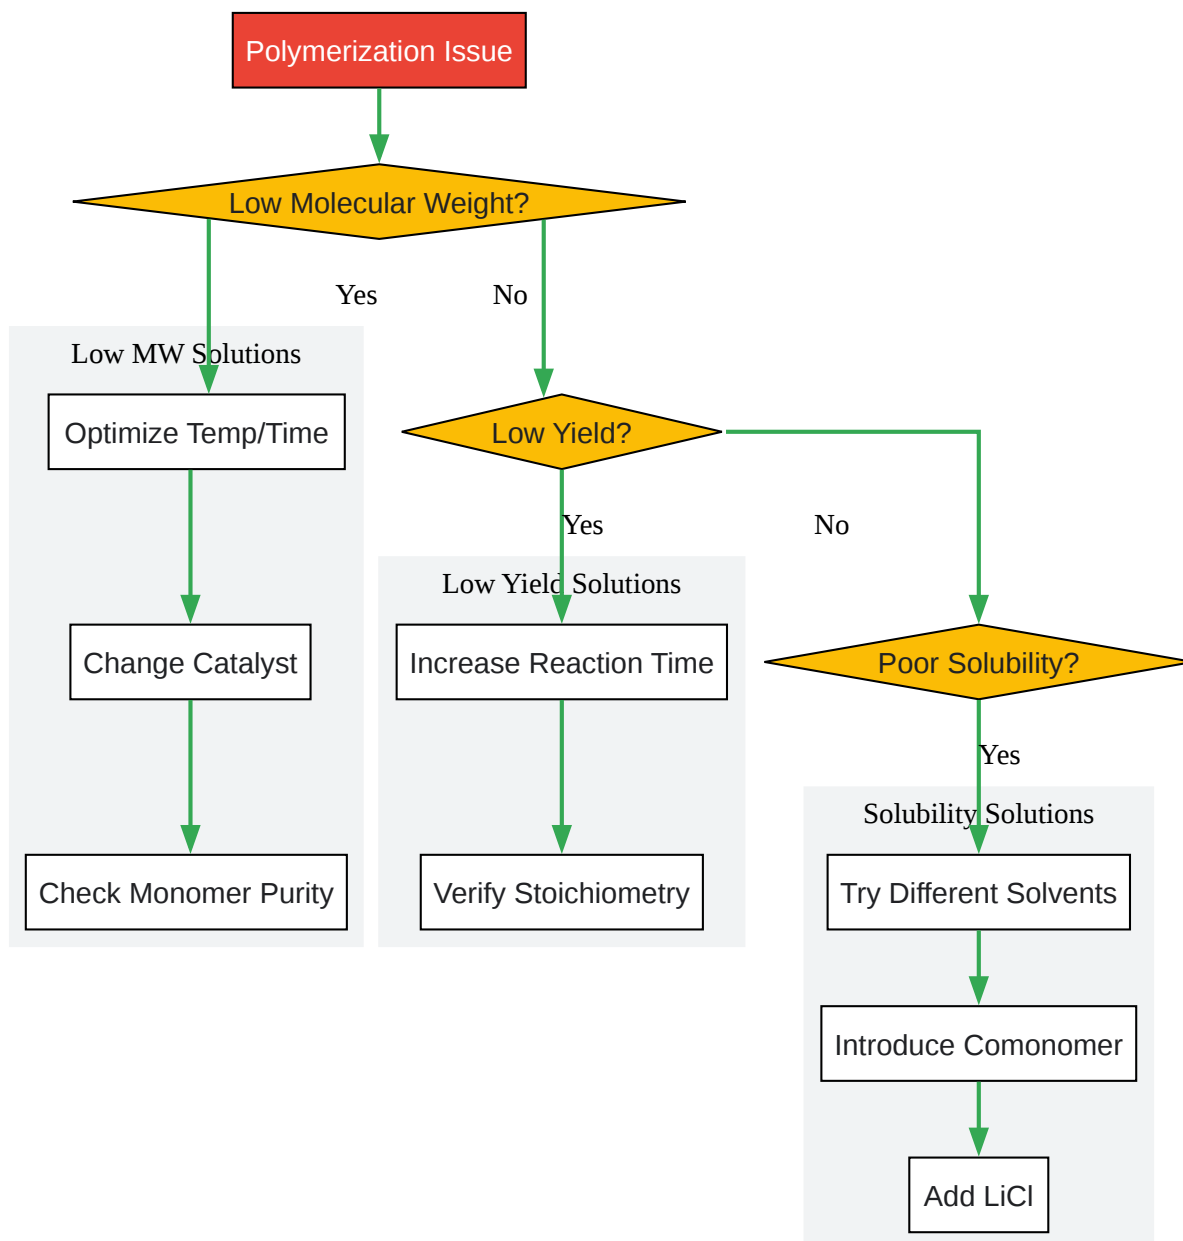 Polymerization Issue
Low Molecular Weight?
Yes
No
Low MW Solutions
Optimize Temp/Time
Low Yield?
Yes
No
Low Yield Solutions
Change Catalyst
Increase Reaction Time
Poor Solubility?
Yes
Solubility Solutions
Check Monomer Purity
Verify Stoichiometry
Try Different Solvents
Introduce Comonomer
Add LiCl